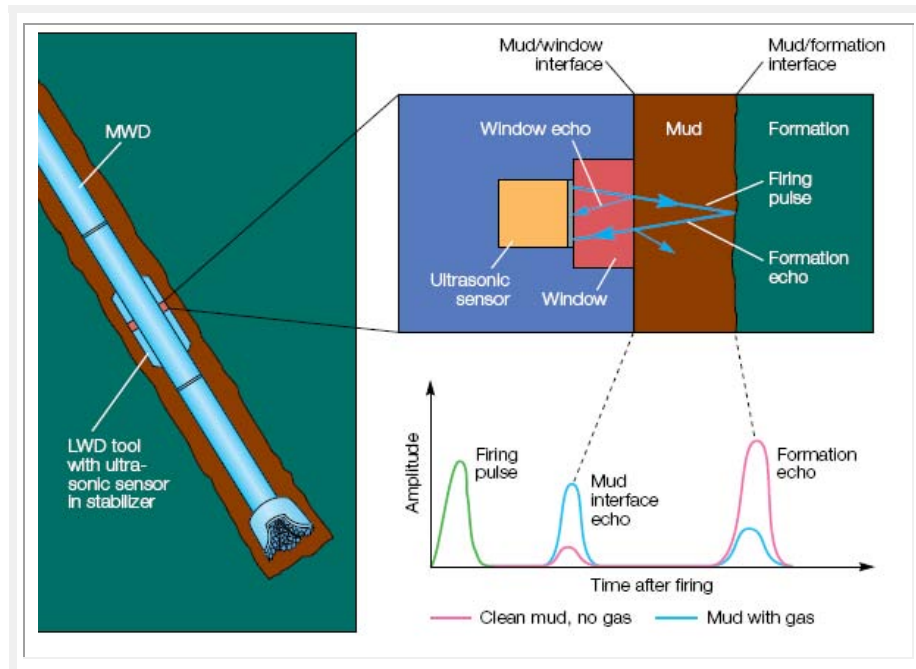 MWD
LWD tool
with ultra-
sonic sensor
in stabilizer
Mud/window
interface
Mud/formation
interface
Window echo
Mud
Formation
Firing
pulse
Formation
echo
Ultrasonic
sensor
Window
Amplitude
Firing
pulse
Mud
interface
echo
Formation
echo
Time after firing
Clean mud, no gas
Mud with gas